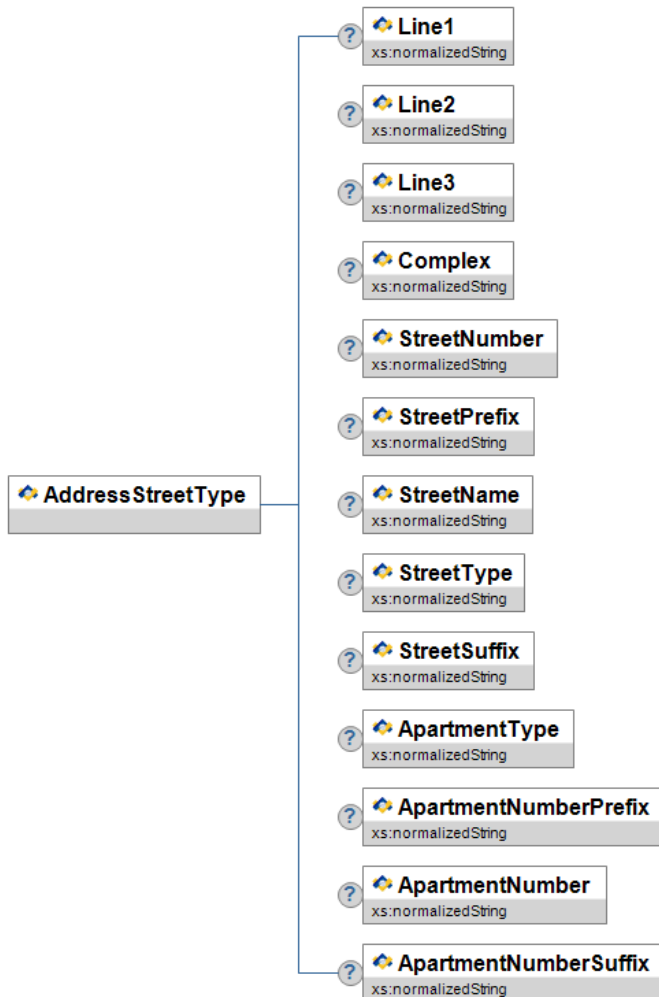 ? Line1
xs:normalizedString
? Line2
xs:normalizedString
? Line3
xs:normalizedString
? Complex
xs:normalizedString
? StreetNumber
xs:normalizedString
? StreetPrefix
xs:normalizedString
AddressStreetType
? StreetName
xs:normalizedString
? StreetType
xs:normalizedString
? StreetSuffix
xs:normalizedString
? ApartmentType
xs:normalizedString
? ApartmentNumberPrefix
xs:normalizedString
? ApartmentNumber
xs:normalizedString
? ApartmentNumberSuffix
xs:normalizedString